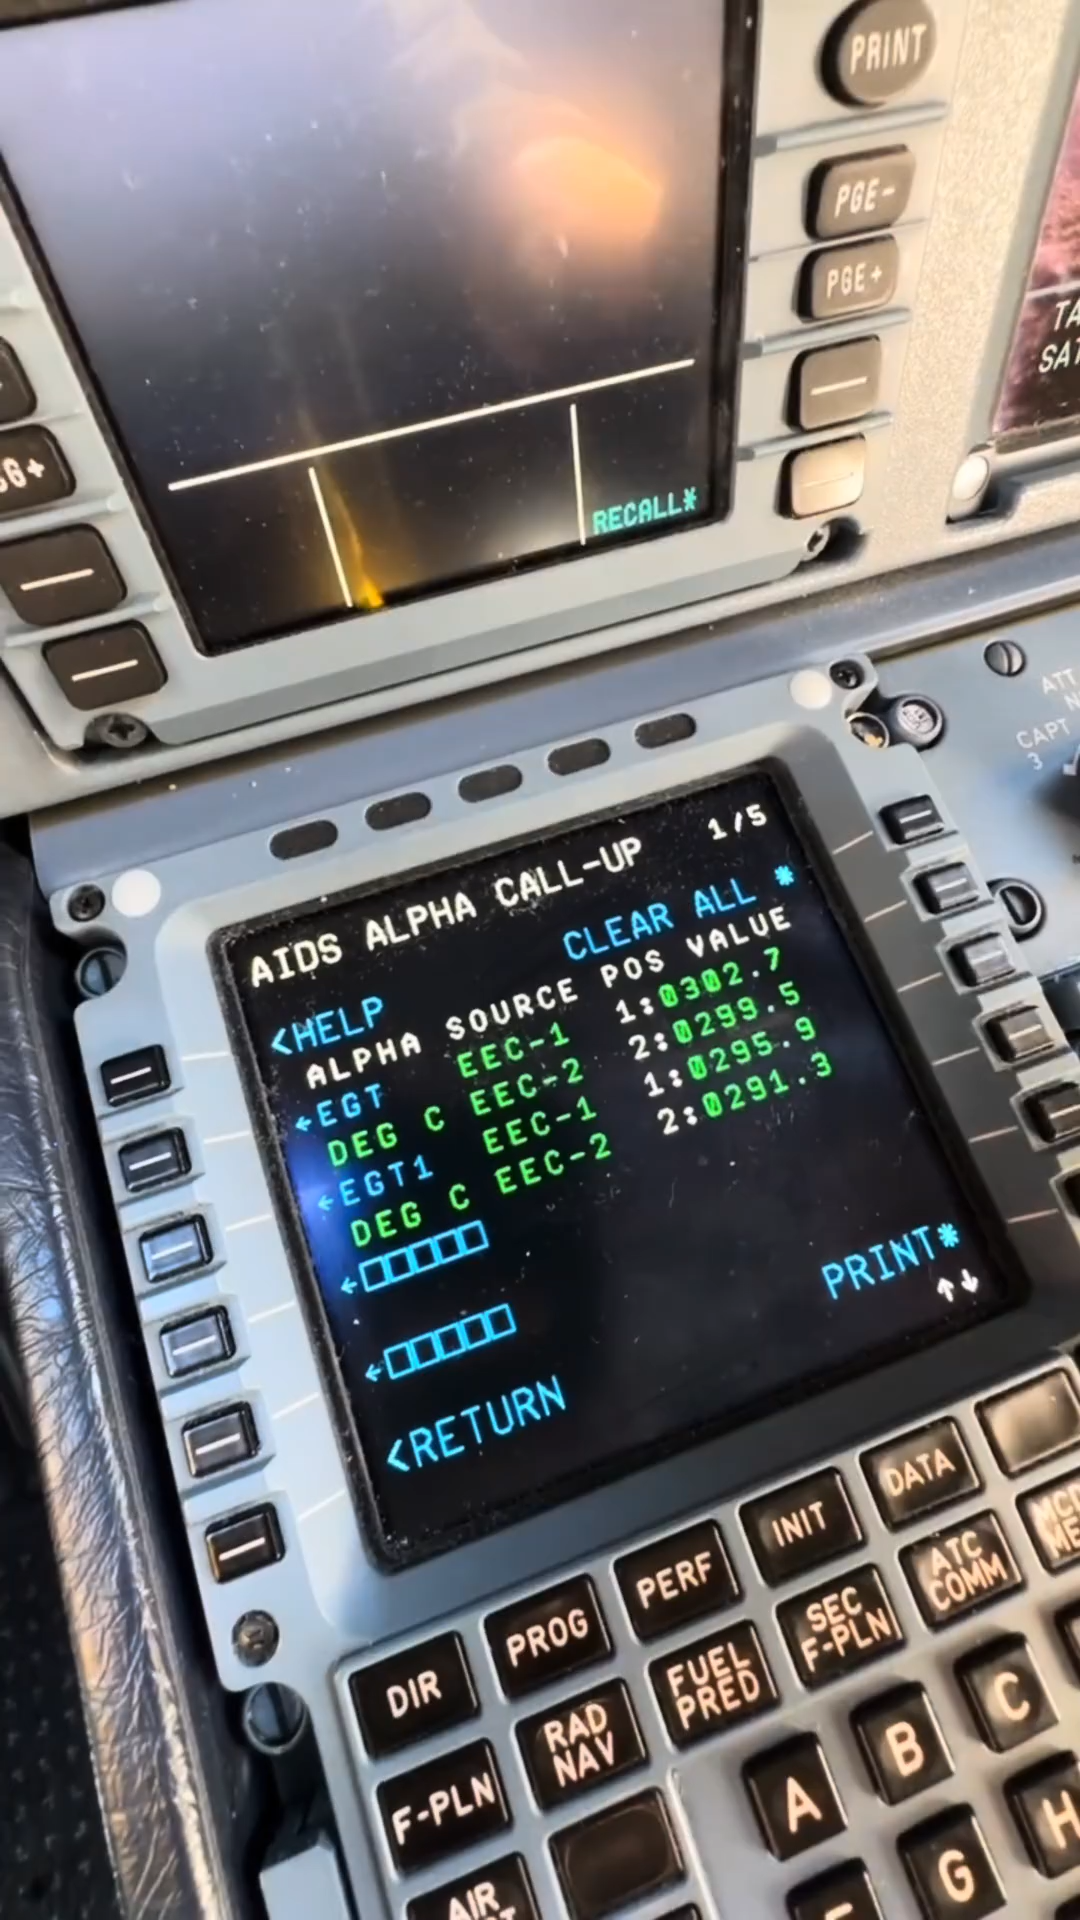 PRINT
PGE-
PGE+
G+
TA
SAT
RECALL*
ATT
CAPT
3
AIDS ALPHA CALL-UP 1/5
CLEAR ALL *
<HELP
ALPHA SOURCE POS VALUE
←EGT EEC-1 1:0302.7
DEG C EEC-2 2:0299.5
←EGT1 EEC-1 1:0295.9
DEG C EEC-2 2:0291.3
←□□□□□
PRINT*
↑↓
←□□□□□
<RETURN
DIR
PROG
PERF
INIT
DATA
F-PLN
RAD
NAV
FUEL
PRED
SEC
F-PLN
ATC
COMM
AIR
A
B
C
G
H